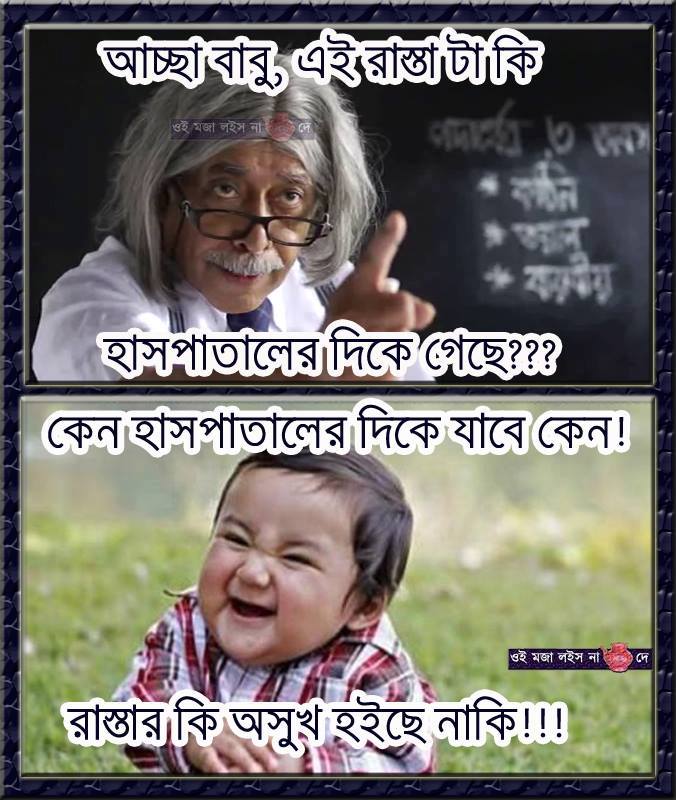 আচ্ছা বাবু, এই রাস্তা টা কি
ওই মজা লইস না দে
পদার্থের ৩ অবস্থা
* কঠিন
* তরল
* বায়বীয়
হাসপাতালের দিকে গেছে???
কেন হাসপাতালের দিকে যাবে কেন!
ওই মজা লইস না দে
রাস্তার কি অসুখ হইছে নাকি!!!